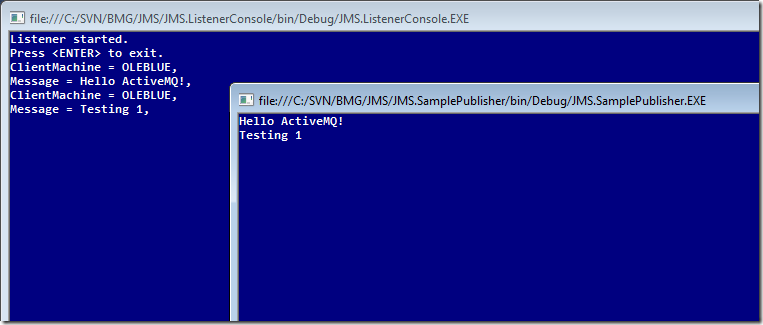 file:///C:/SVN/BMG/JMS/JMS.ListenerConsole/bin/Debug/JMS.ListenerConsole.EXE
Listener started.
Press <ENTER> to exit.
ClientMachine = OLEBLUE,
Message = Hello ActiveMQ!,
ClientMachine = OLEBLUE,
Message = Testing 1,
file:///C:/SVN/BMG/JMS/JMS.SamplePublisher/bin/Debug/JMS.SamplePublisher.EXE
Hello ActiveMQ!
Testing 1